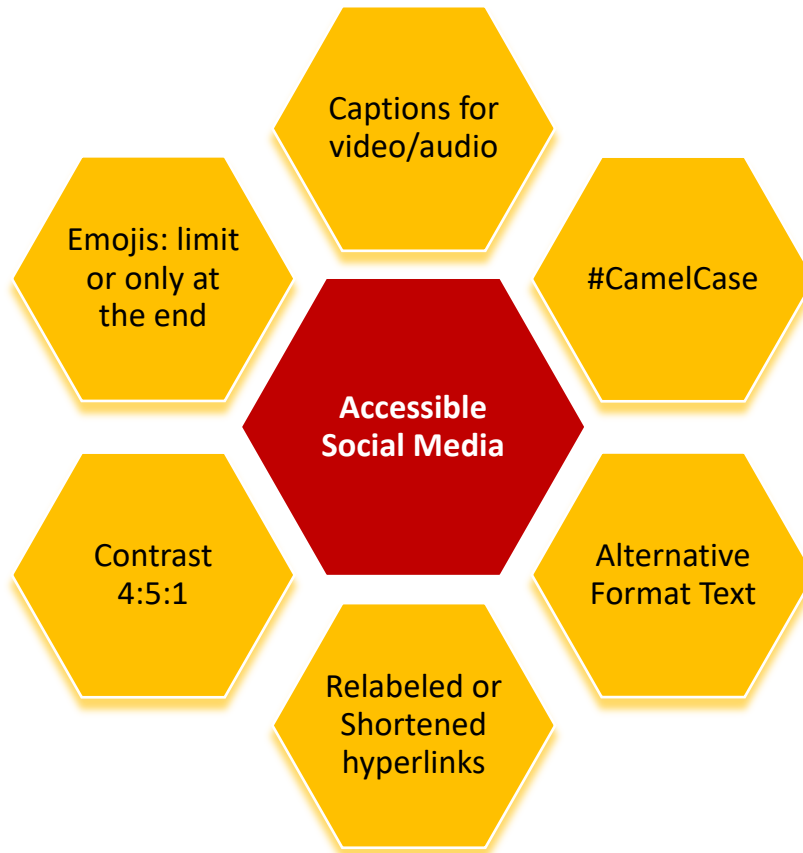 Captions for
video/audio
Emojis: limit
or only at
the end
#CamelCase
Accessible
Social Media
Contrast
4:5:1
Alternative
Format Text
Relabeled or
Shortened
hyperlinks